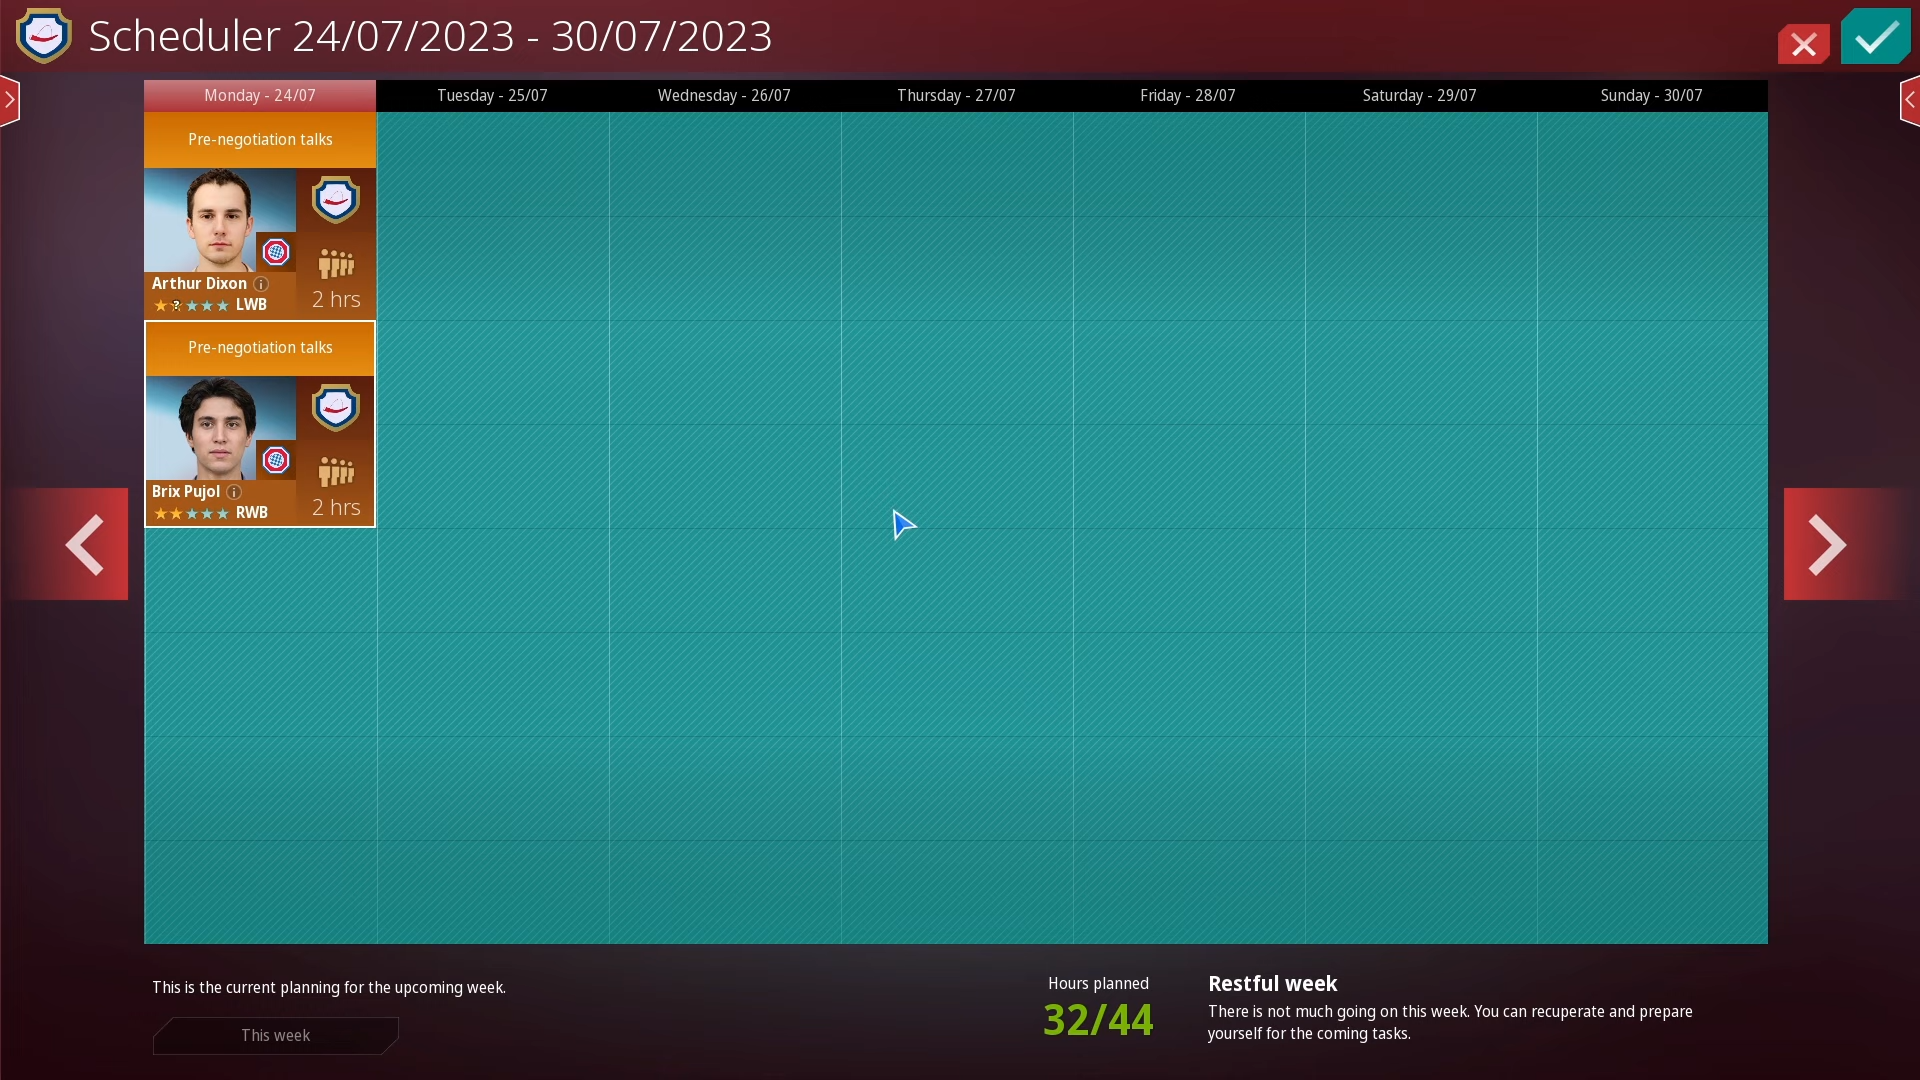 Scheduler 24/07/2023 - 30/07/2023
Monday - 24/07
Tuesday - 25/07
Wednesday - 26/07
Thursday - 27/07
Friday - 28/07
Saturday - 29/07
Sunday - 30/07
Pre-negotiation talks
Arthur Dixon
? LWB
2 hrs
Pre-negotiation talks
Brix Pujol
RWB
2 hrs
This is the current planning for the upcoming week.
This week
Hours planned
32/44
Restful week
There is not much going on this week. You can recuperate and prepare
yourself for the coming tasks.